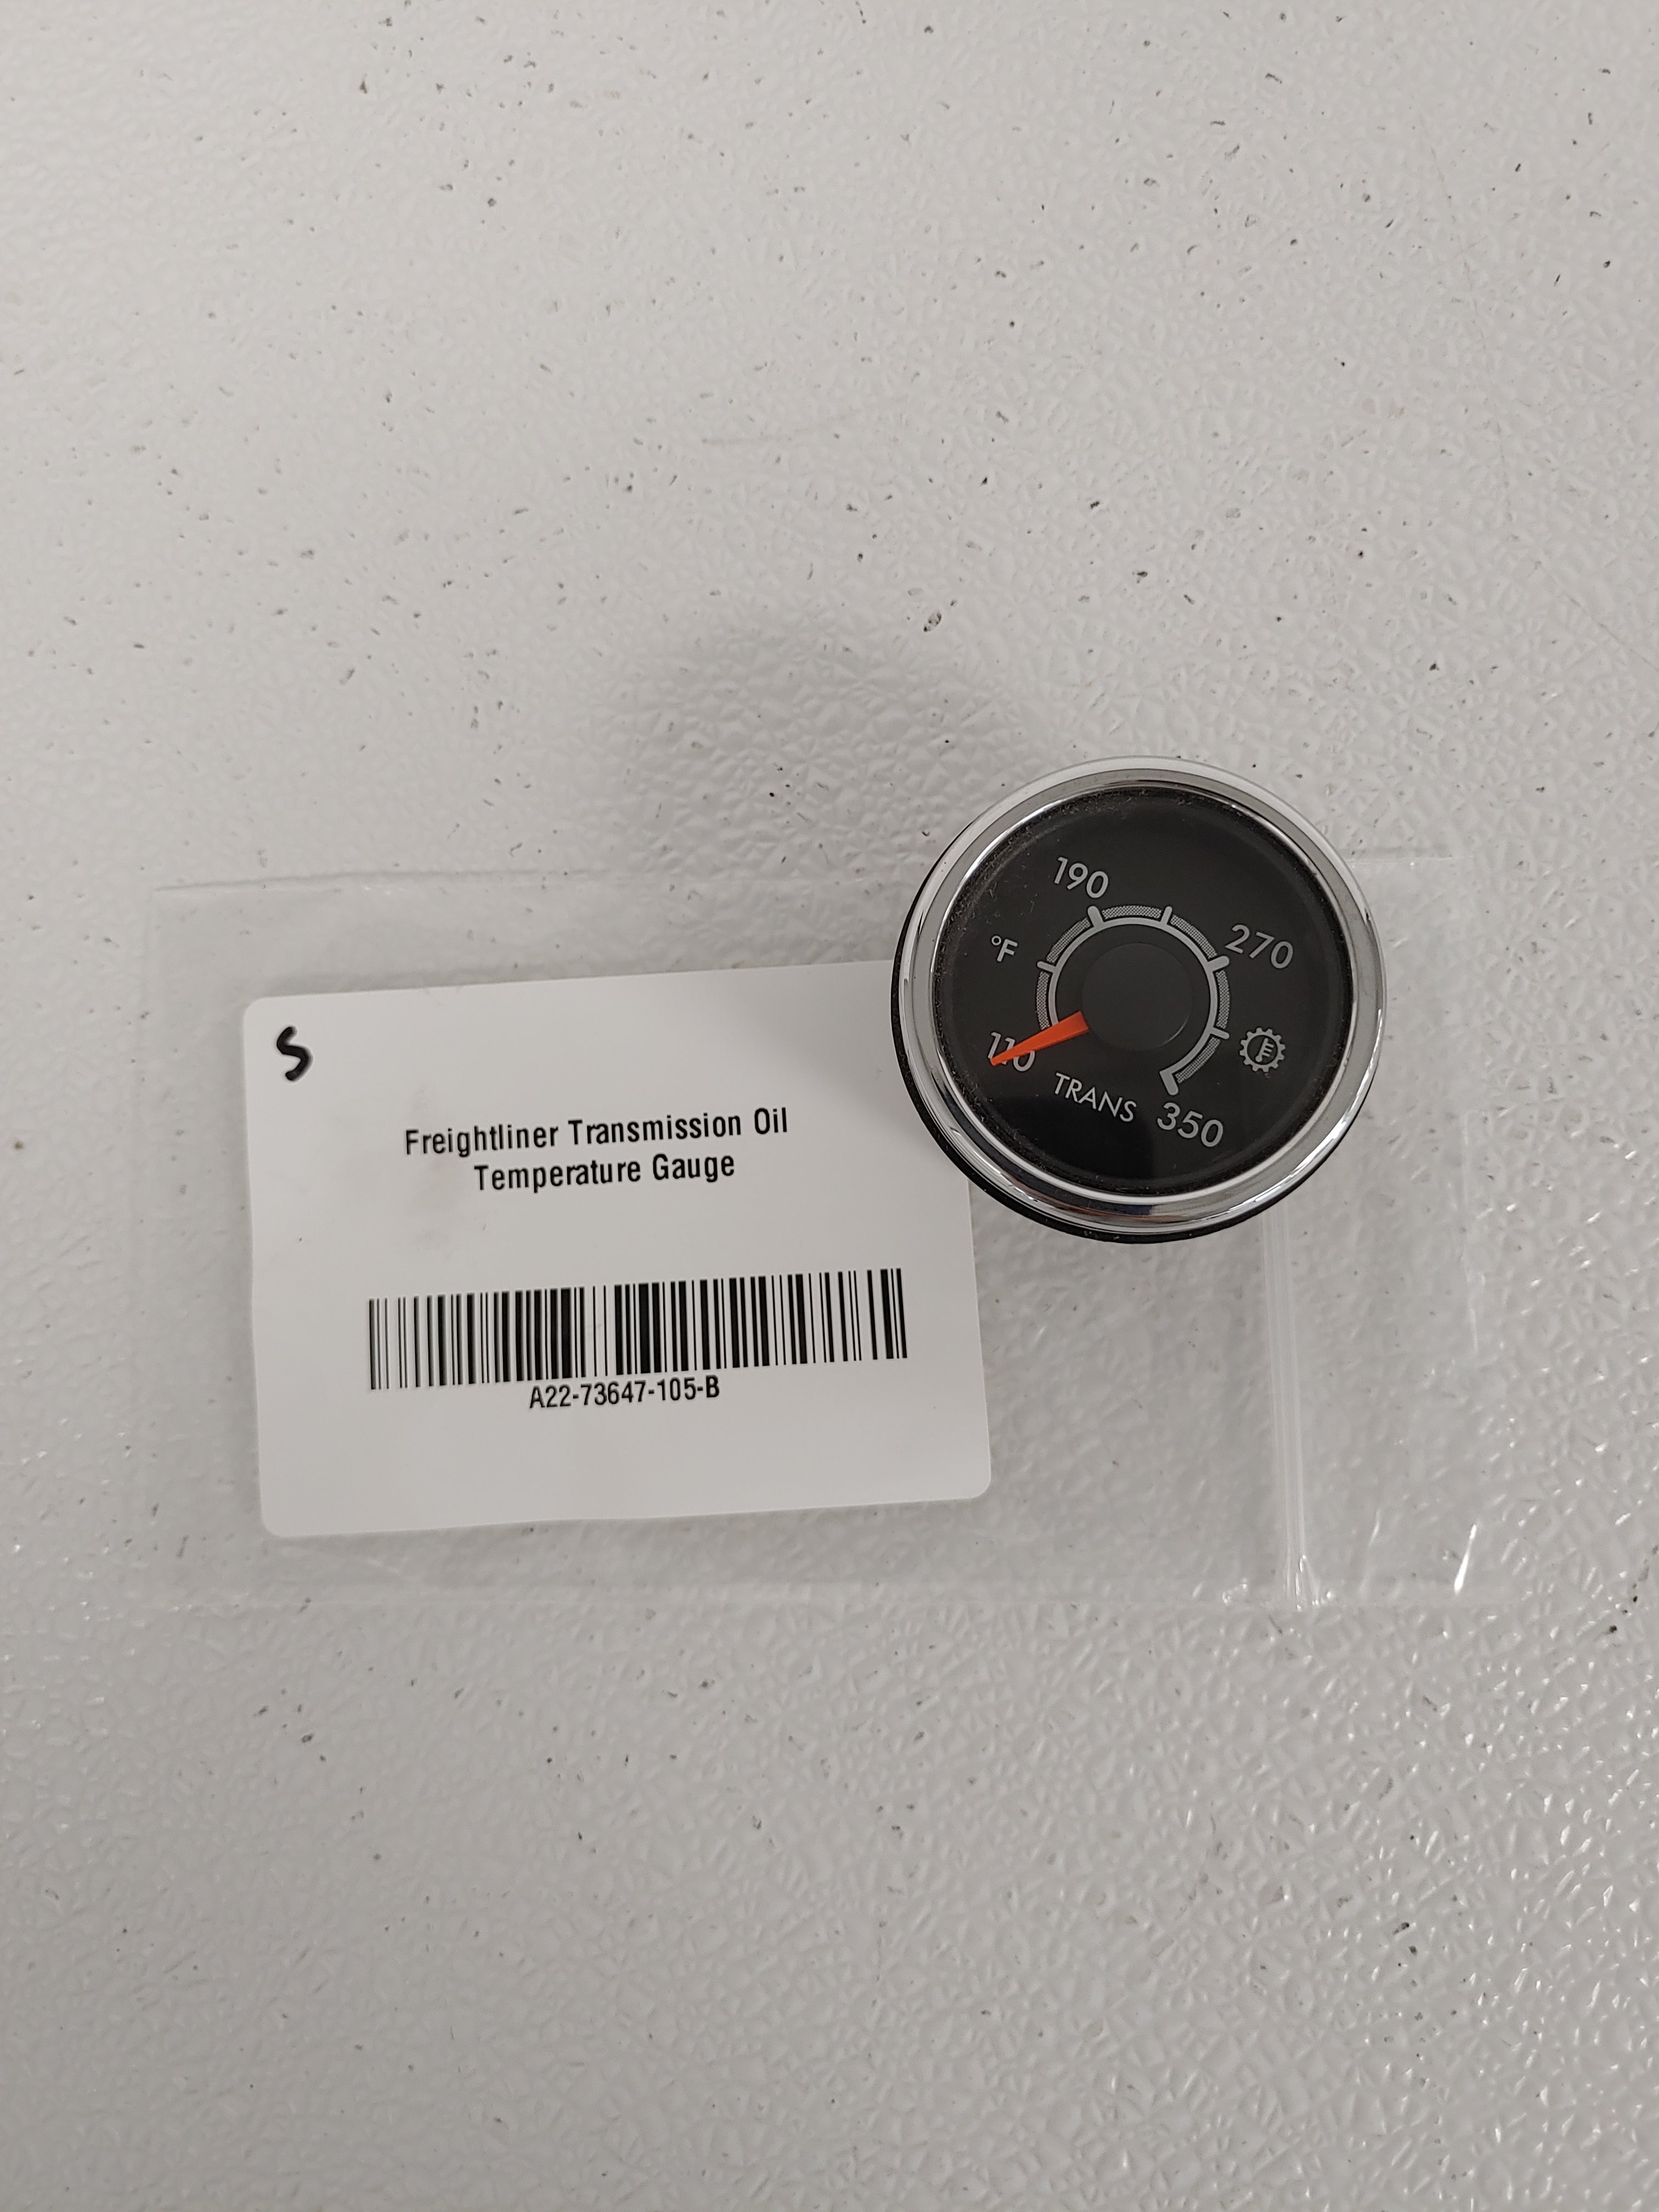 S
Freightliner Transmission Oil
Temperature Gauge
A22-73647-105-B
190
270
°F
110
TRANS
350